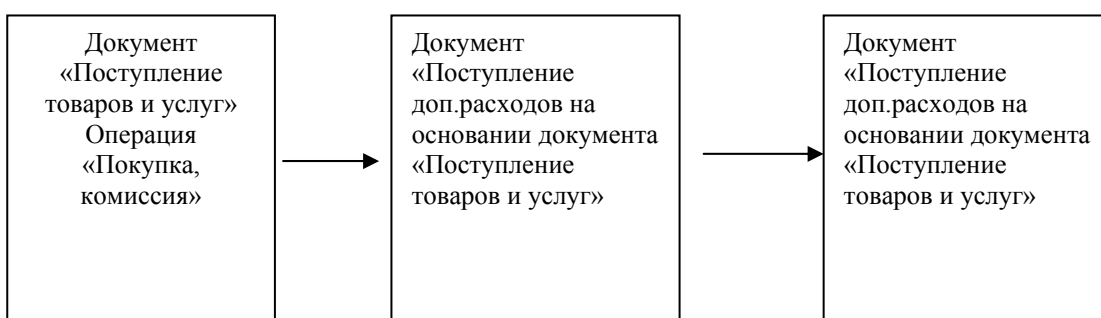 Документ
«Поступление
товаров и услуг»
Операция
«Покупка,
комиссия»
Документ
«Поступление
доп.расходов на
основании документа
«Поступление
товаров и услуг»
Документ
«Поступление
доп.расходов на
основании документа
«Поступление
товаров и услуг»